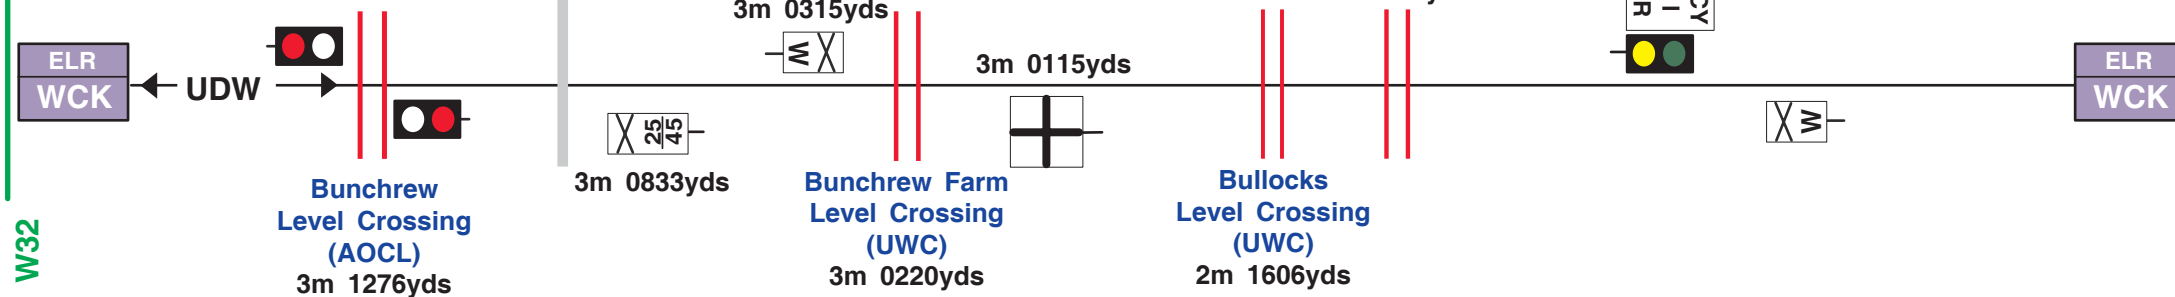 3m 0315yds
CY
I
R
ELR
WCK
UDW
W
X
3m 0115yds
ELR
WCK
X 25
45
X W
3m 0833yds
Bunchrew
Level Crossing
(AOCL)
3m 1276yds
Bunchrew Farm
Level Crossing
(UWC)
3m 0220yds
Bullocks
Level Crossing
(UWC)
2m 1606yds
W32